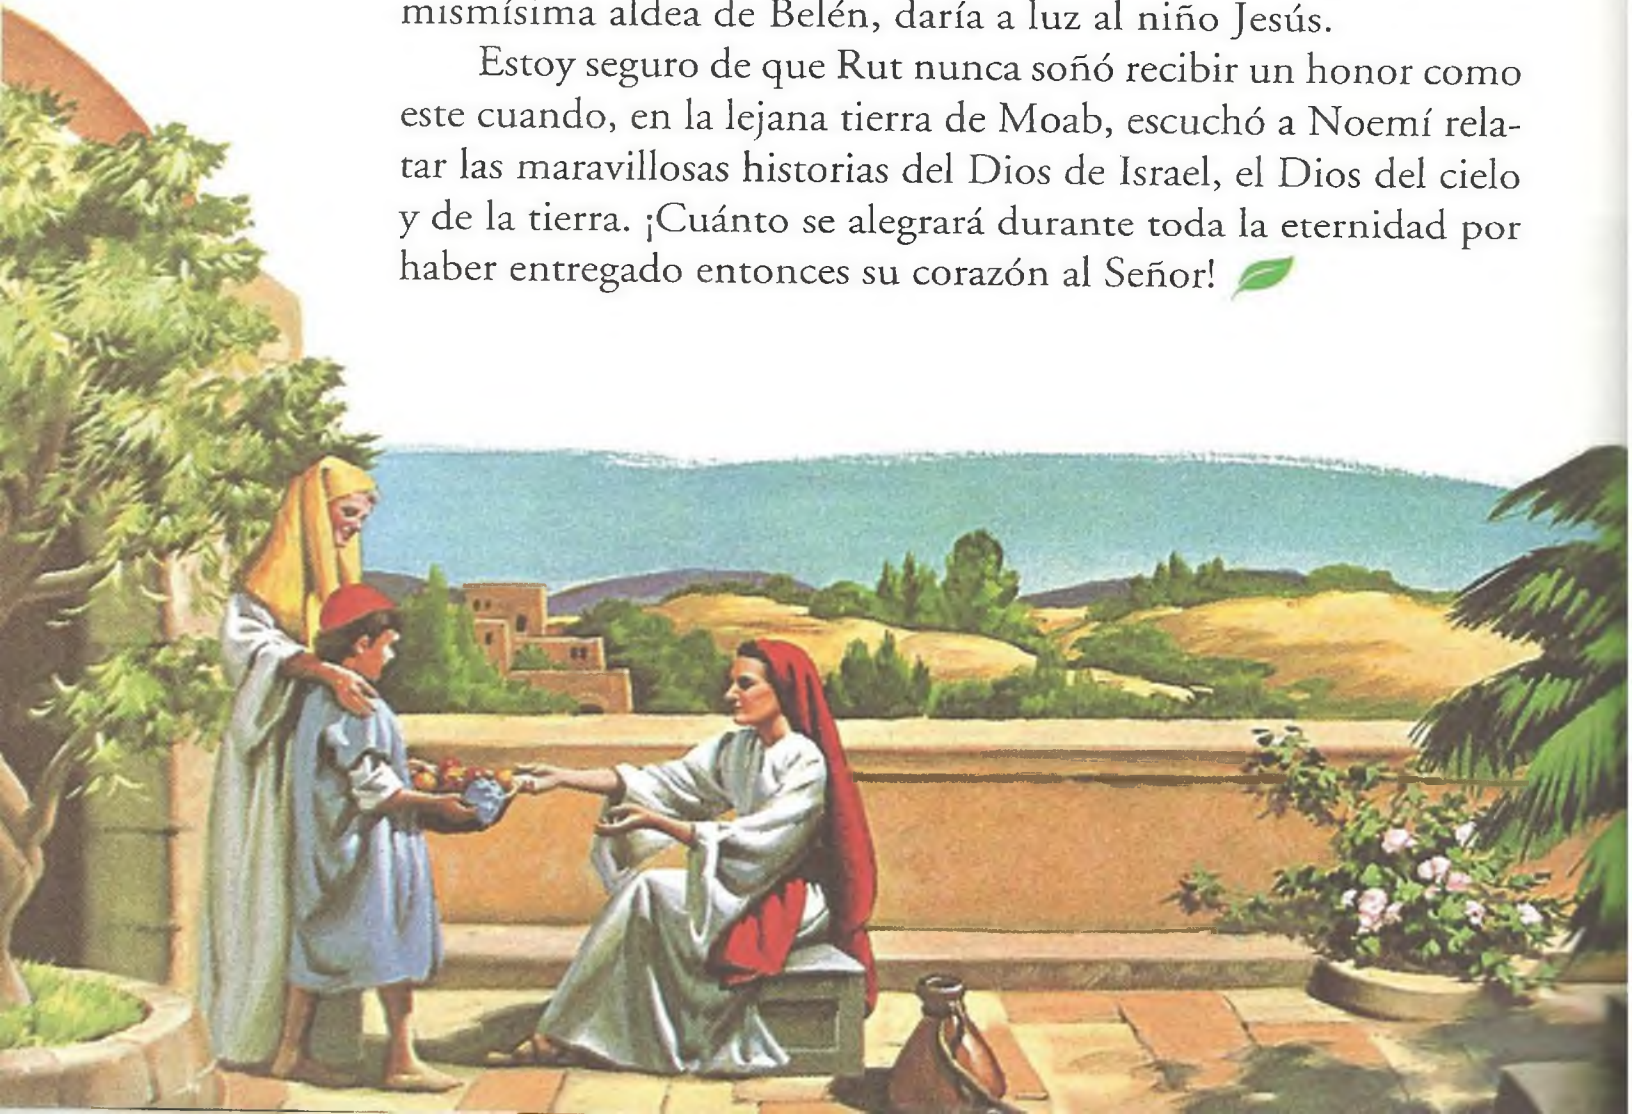 mismísima aldea de Belén, daría a luz al niño Jesús.
Estoy seguro de que Rut nunca soñó recibir un honor como
este cuando, en la lejana tierra de Moab, escuchó a Noemí rela-
tar las maravillosas historias del Dios de Israel, el Dios del cielo
y de la tierra. ¡Cuánto se alegrará durante toda la eternidad por
haber entregado entonces su corazón al Señor!